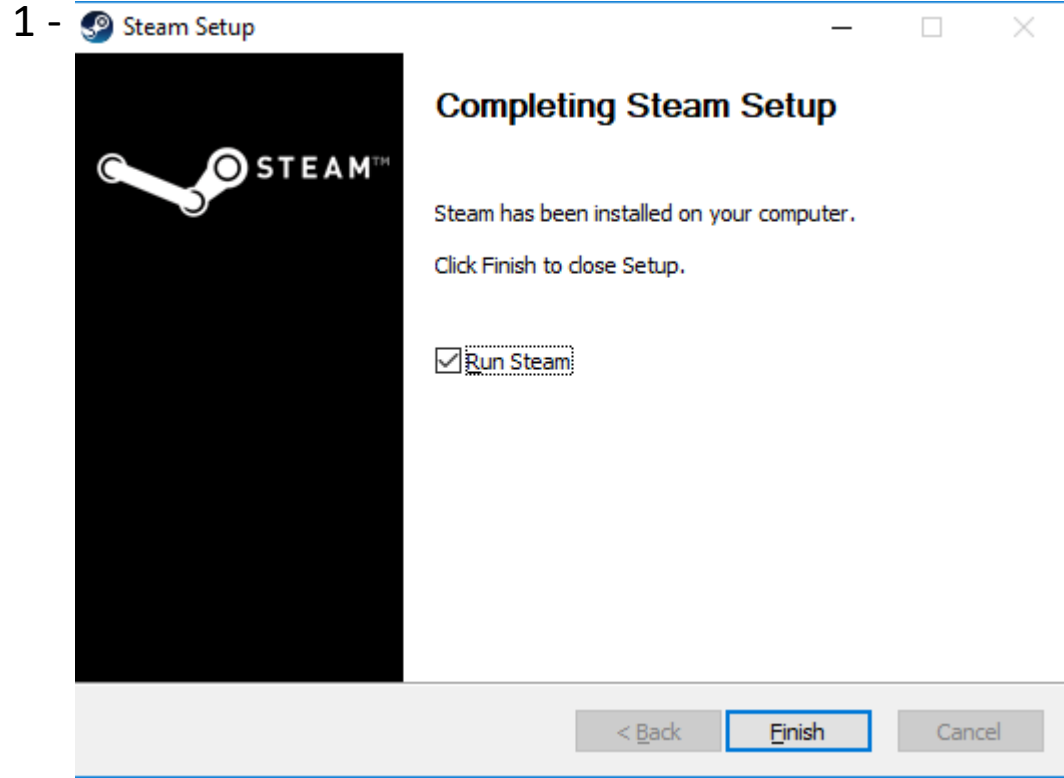 1 -
Steam Setup
STEAM™
Completing Steam Setup
Steam has been installed on your computer.
Click Finish to close Setup.
Run Steam
< Back
Finish
Cancel